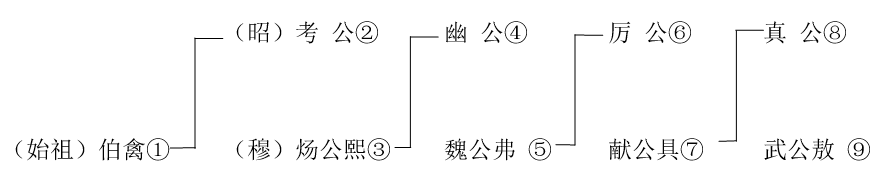 （昭）考 公② 幽 公④ 厉 公⑥ 真 公⑧
（始祖）伯禽① （穆）炀公熙③ 魏公弗 ⑤ 献公具⑦ 武公敖 ⑨